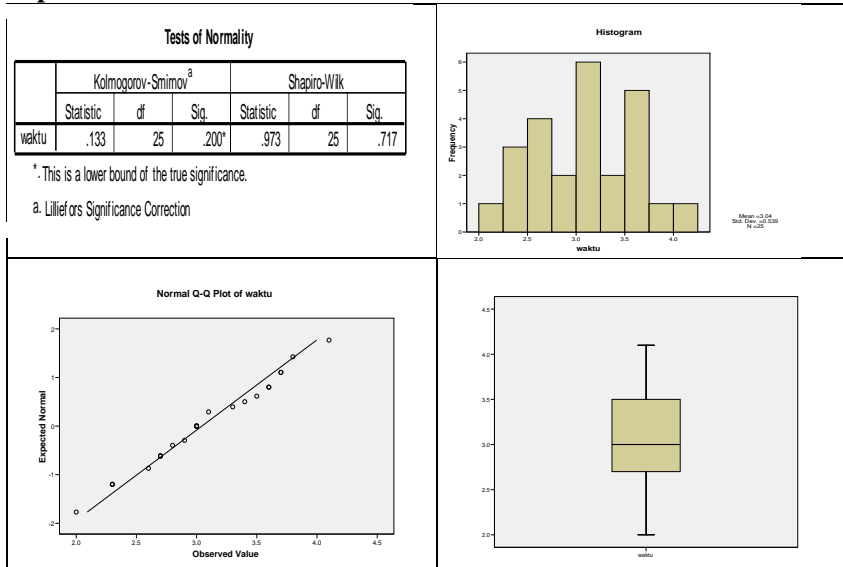 Tests of Normality
Kolmogorov-Smirnov a Shapiro-Wilk
Statistic df Sig. Statistic df Sig.
waktu .133 25 .200* .973 25 .717
*. This is a lower bound of the true significance.
a. Lilliefors Significance Correction
Histogram
Frequency
6
5
4
3
2
1
0
2.0 2.5 3.0 3.5 4.0
waktu
Mean =3.04
Std. Dev. =0.539
N =25
Normal Q-Q Plot of waktu
Expected Normal
2
1
0
-1
-2
2.0 2.5 3.0 3.5 4.0 4.5
Observed Value
4.5
4.0
3.5
3.0
2.5
2.0
waktu